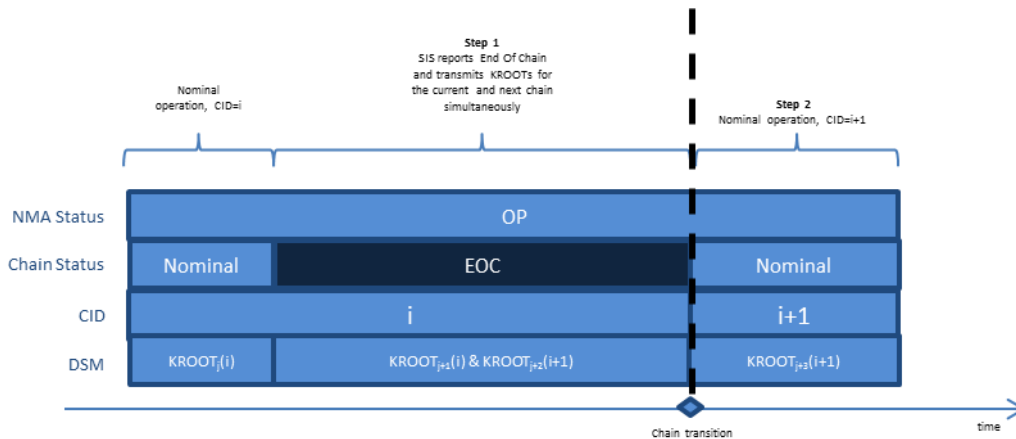 Step 1
SIS reports End Of Chain
and transmits KROOTs for
the current and next chain
simultaneously
Nominal
operation, CID=i
Step 2
Nominal operation, CID=i+1
NMA Status
OP
Chain Status
Nominal
EOC
Nominal
CID
i
i+1
DSM
KROOTj(i)
KROOTj+1(i) & KROOTj+2(i+1)
KROOTj+3(i+1)
time
Chain transition